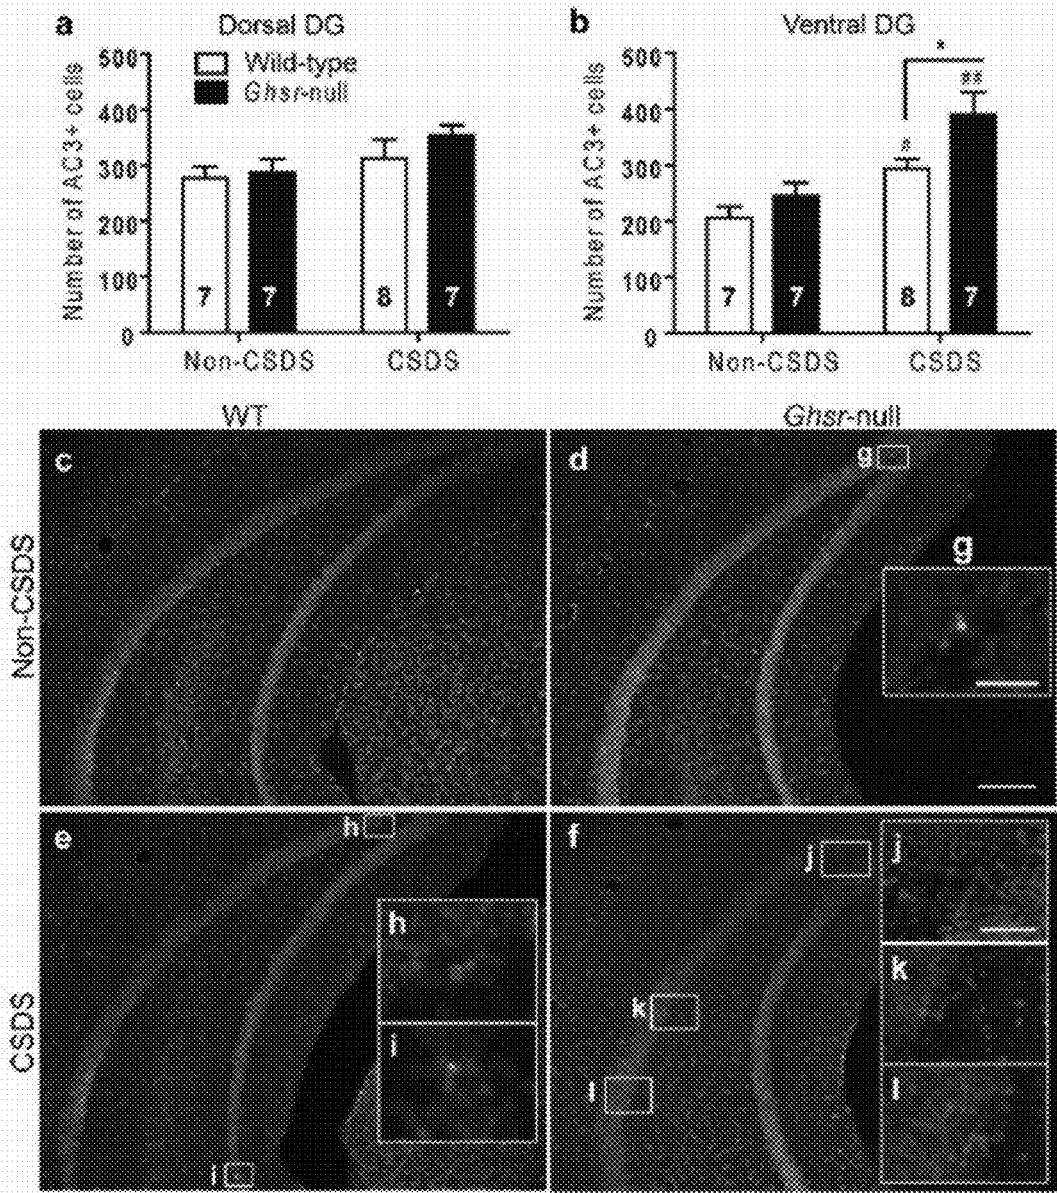 a Dorsal DG
b Ventral DG
Number of AC3+ cells
500
400
300
200
100
0
Wild-type
Ghsr-null
7 7 8 7
Non-CSDS CSDS
Number of AC3+ cells
500
400
300
200
100
0
*
#
##
7 7 8 7
Non-CSDS CSDS
WT
Ghsr-null
Non-CSDS
c
d
g
g
CSDS
e
h
h
i
i
f
j
j
k
k
l
l